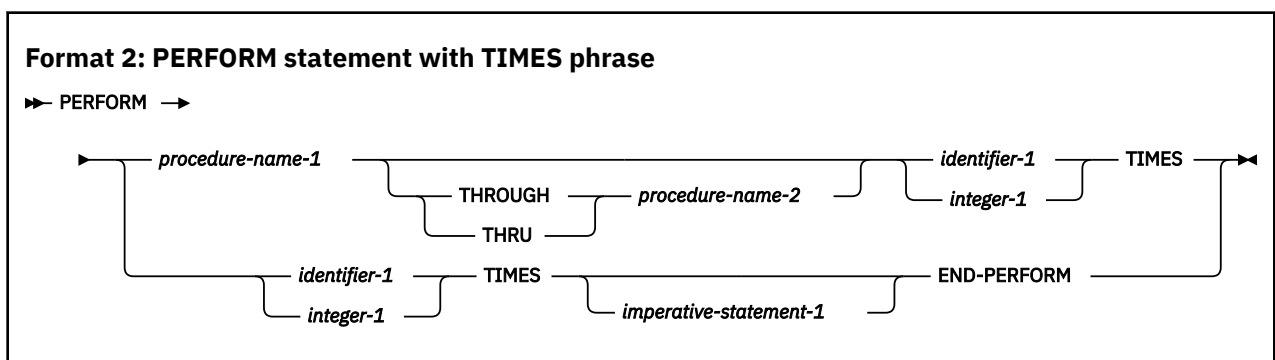 Format 2: PERFORM statement with TIMES phrase
PERFORM
procedure-name-1 identifier-1 TIMES
THROUGH procedure-name-2 integer-1
THRU
identifier-1 TIMES END-PERFORM
integer-1 imperative-statement-1